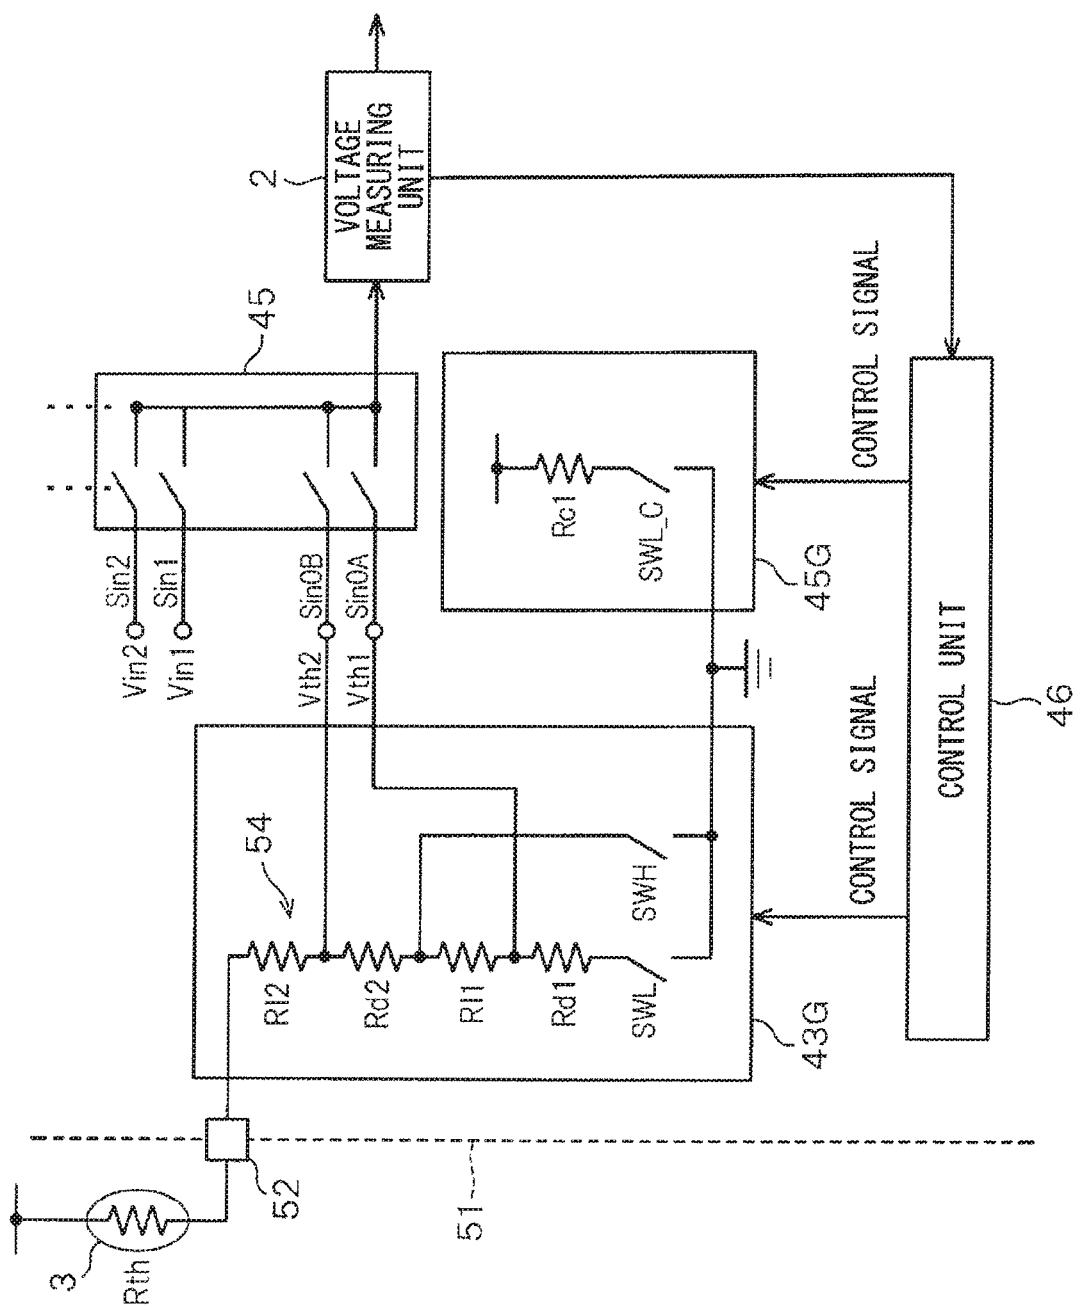 3
Rth
52
51
54
Rl2
Rd2
Rl1
Rd1
SWL
SWH
43G
Vin2
Vin1
Vth2
Vth1
Sin2
Sin1
Sin0B
Sin0A
45
2
VOLTAGE
MEASURING
UNIT
Rc1
SWL_C
45G
CONTROL SIGNAL
CONTROL SIGNAL
CONTROL UNIT
46